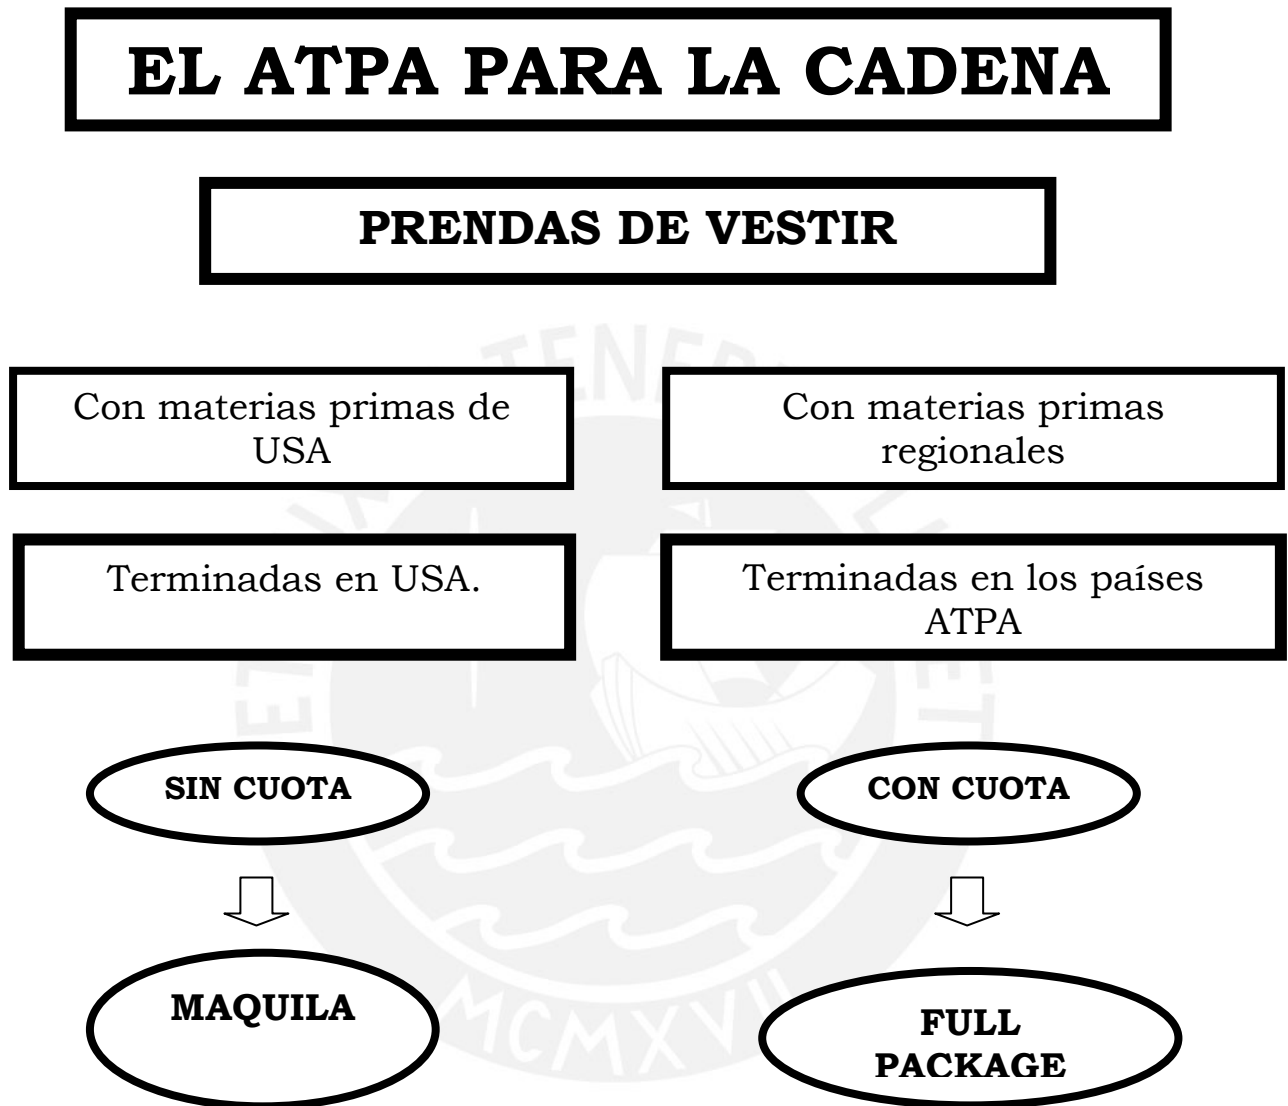 EL ATPA PARA LA CADENA
PRENDAS DE VESTIR
Con materias primas de
USA
Con materias primas
regionales
Terminadas en USA.
Terminadas en los países
ATPA
SIN CUOTA
CON CUOTA
MAQUILA
FULL
PACKAGE
MCMXVII